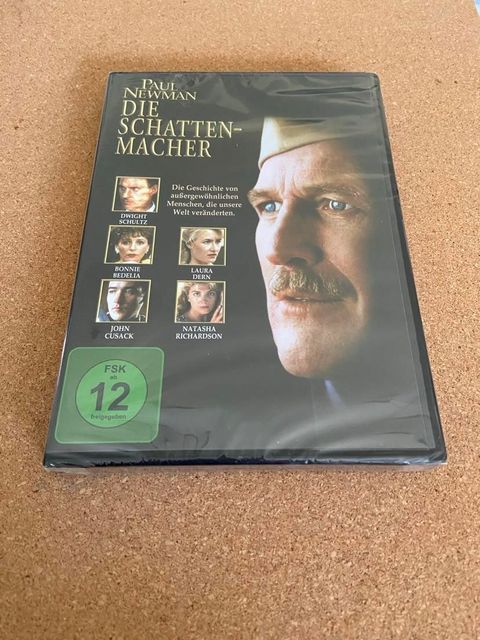 PAUL
NEWMAN
DIE
SCHATTEN-
MACHER
Die Geschichte von
außergewöhnlichen
Menschen, die unsere
Welt veränderten.
DWIGHT
SCHULTZ
BONNIE
BEDELIA
LAURA
DERN
JOHN
CUSACK
NATASHA
RICHARDSON
FSK
ab
12
freigegeben